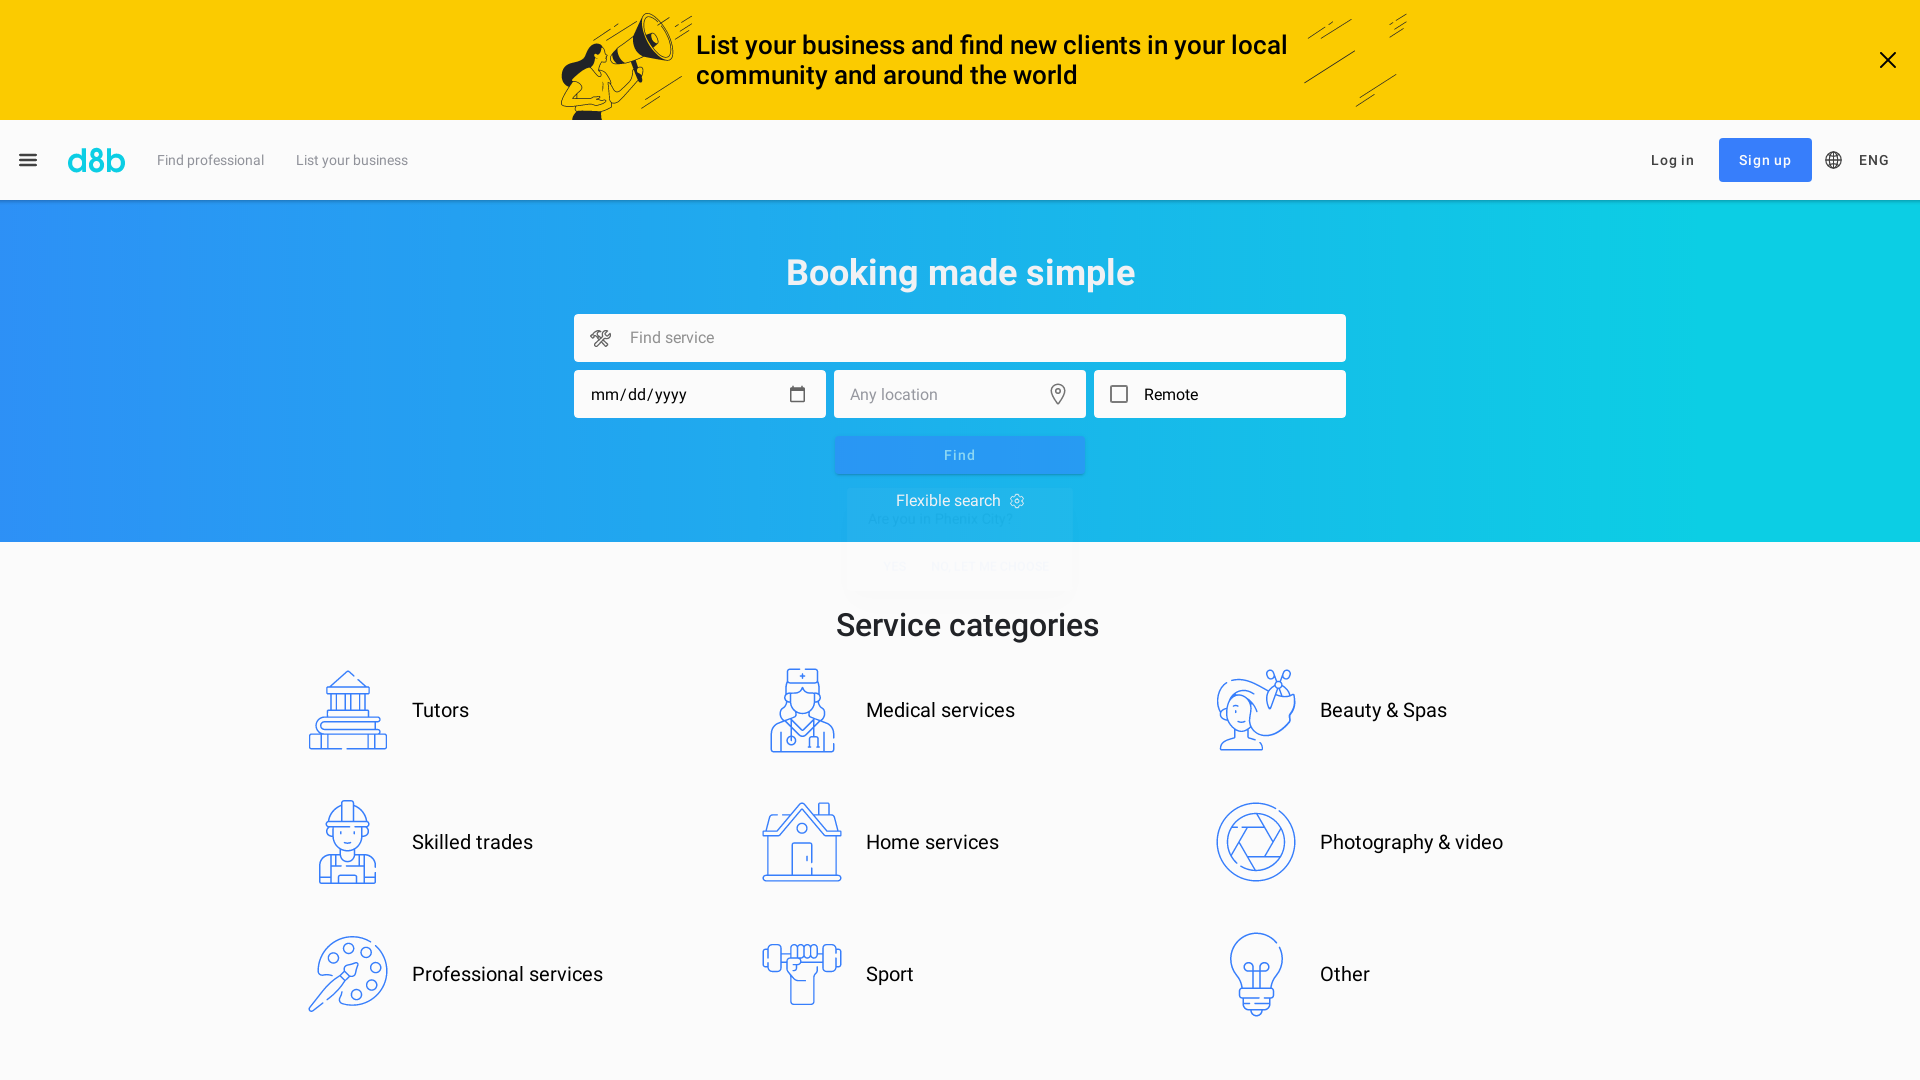 List your business and find new clients in your local
community and around the world
d8b
Find professional
List your business
Log in
Sign up
ENG
Booking made simple
Find service
mm/dd/yyyy
Any location
Remote
Find
Flexible search
Are you in Phenix City?
Service categories
Tutors
Medical services
Beauty & Spas
Skilled trades
Home services
Photography & video
Professional services
Sport
Other